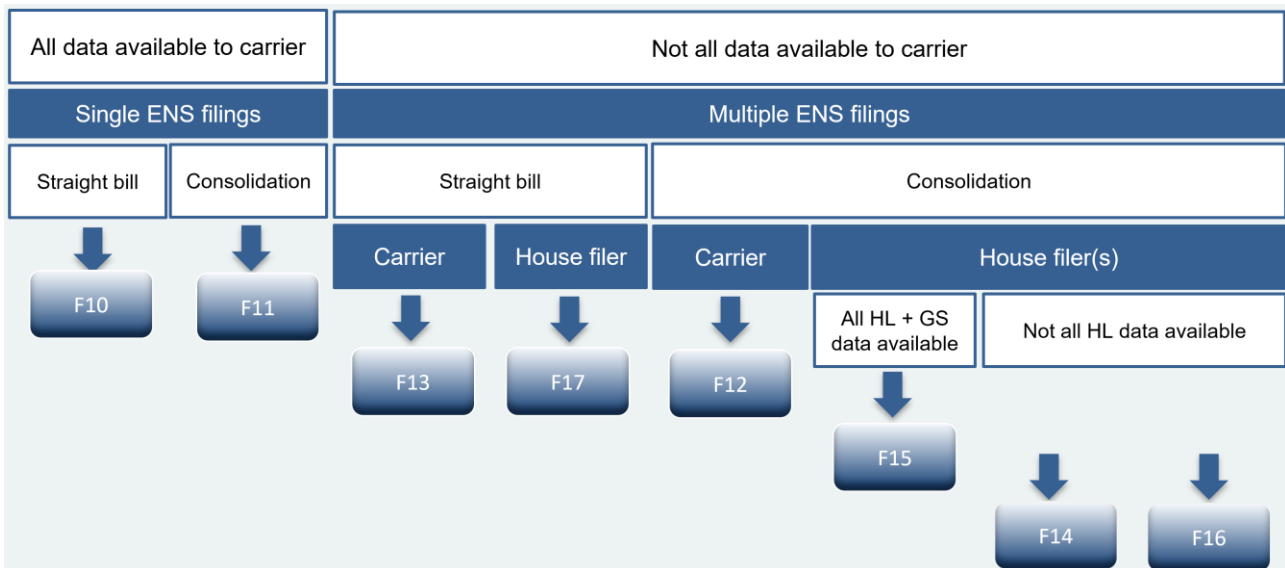 All data available to carrier
Not all data available to carrier
Single ENS filings
Multiple ENS filings
Straight bill
Consolidation
Straight bill
Consolidation
Carrier
House filer
Carrier
House filer(s)
F10
F11
All HL + GS
data available
Not all HL data available
F13
F17
F12
F15
F14
F16